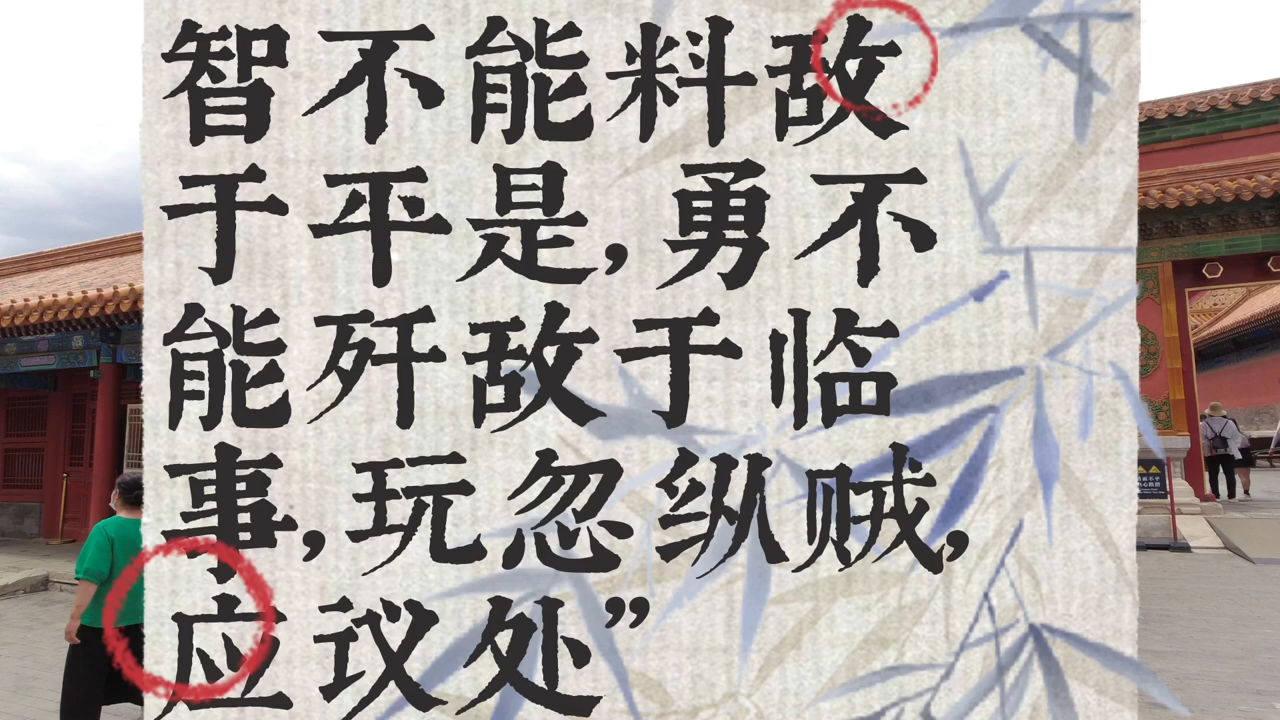 智不能料敌
于平是，勇不
能歼敌于临
事，玩忽纵贼，
应议处”